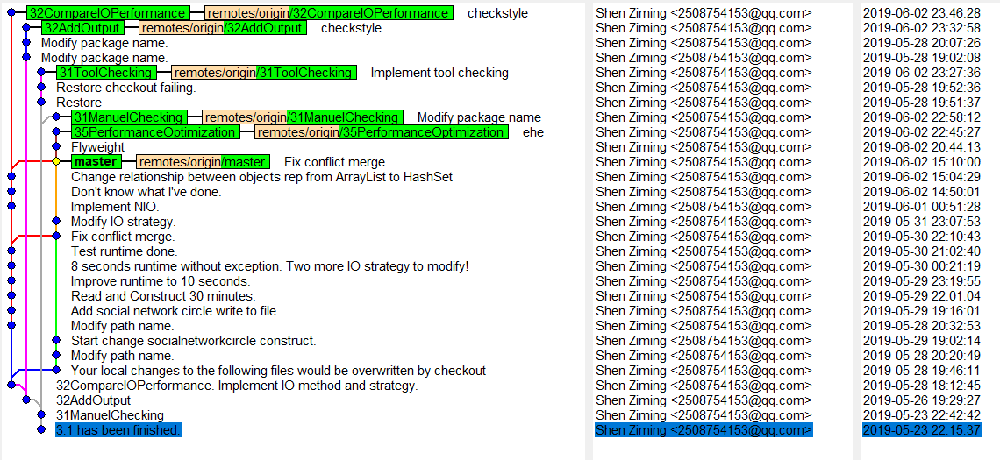 32CompareIOPerformance remotes/origin/32CompareIOPerformance checkstyle Shen Ziming <2508754153@qq.com> 2019-06-02 23:46:28
32AddOutput remotes/origin/32AddOutput checkstyle Shen Ziming <2508754153@qq.com> 2019-06-02 23:32:58
Modify package name. Shen Ziming <2508754153@qq.com> 2019-05-28 20:07:26
Modify package name. Shen Ziming <2508754153@qq.com> 2019-05-28 19:02:08
31ToolChecking remotes/origin/31ToolChecking Implement tool checking Shen Ziming <2508754153@qq.com> 2019-06-02 23:27:36
Restore checkout failing. Shen Ziming <2508754153@qq.com> 2019-05-28 19:52:36
Restore Shen Ziming <2508754153@qq.com> 2019-05-28 19:51:37
31ManuelChecking remotes/origin/31ManuelChecking Modify package name Shen Ziming <2508754153@qq.com> 2019-06-02 22:58:12
35PerformanceOptimization remotes/origin/35PerformanceOptimization ehe Shen Ziming <2508754153@qq.com> 2019-06-02 22:45:27
Flyweight Shen Ziming <2508754153@qq.com> 2019-06-02 20:44:13
master remotes/origin/master Fix conflict merge Shen Ziming <2508754153@qq.com> 2019-06-02 15:10:00
Change relationship between objects rep from ArrayList to HashSet Shen Ziming <2508754153@qq.com> 2019-06-02 15:04:29
Don't know what I've done. Shen Ziming <2508754153@qq.com> 2019-06-02 14:50:01
Implement NIO. Shen Ziming <2508754153@qq.com> 2019-06-01 00:51:28
Modify IO strategy. Shen Ziming <2508754153@qq.com> 2019-05-31 23:07:53
Fix conflict merge. Shen Ziming <2508754153@qq.com> 2019-05-30 22:10:43
Test runtime done. Shen Ziming <2508754153@qq.com> 2019-05-30 21:02:40
8 seconds runtime without exception. Two more IO strategy to modify! Shen Ziming <2508754153@qq.com> 2019-05-30 00:21:19
Improve runtime to 10 seconds. Shen Ziming <2508754153@qq.com> 2019-05-29 23:19:55
Read and Construct 30 minutes. Shen Ziming <2508754153@qq.com> 2019-05-29 22:01:04
Add social network circle write to file. Shen Ziming <2508754153@qq.com> 2019-05-29 19:16:01
Modify path name. Shen Ziming <2508754153@qq.com> 2019-05-28 20:32:53
Start change socialnetworkcircle construct. Shen Ziming <2508754153@qq.com> 2019-05-29 19:02:14
Modify path name. Shen Ziming <2508754153@qq.com> 2019-05-28 20:20:49
Your local changes to the following files would be overwritten by checkout Shen Ziming <2508754153@qq.com> 2019-05-28 19:46:11
32CompareIOPerformance. Implement IO method and strategy. Shen Ziming <2508754153@qq.com> 2019-05-28 18:12:45
32AddOutput Shen Ziming <2508754153@qq.com> 2019-05-26 19:29:27
31ManuelChecking Shen Ziming <2508754153@qq.com> 2019-05-23 22:42:42
3.1 has been finished. Shen Ziming <2508754153@qq.com> 2019-05-23 22:15:37